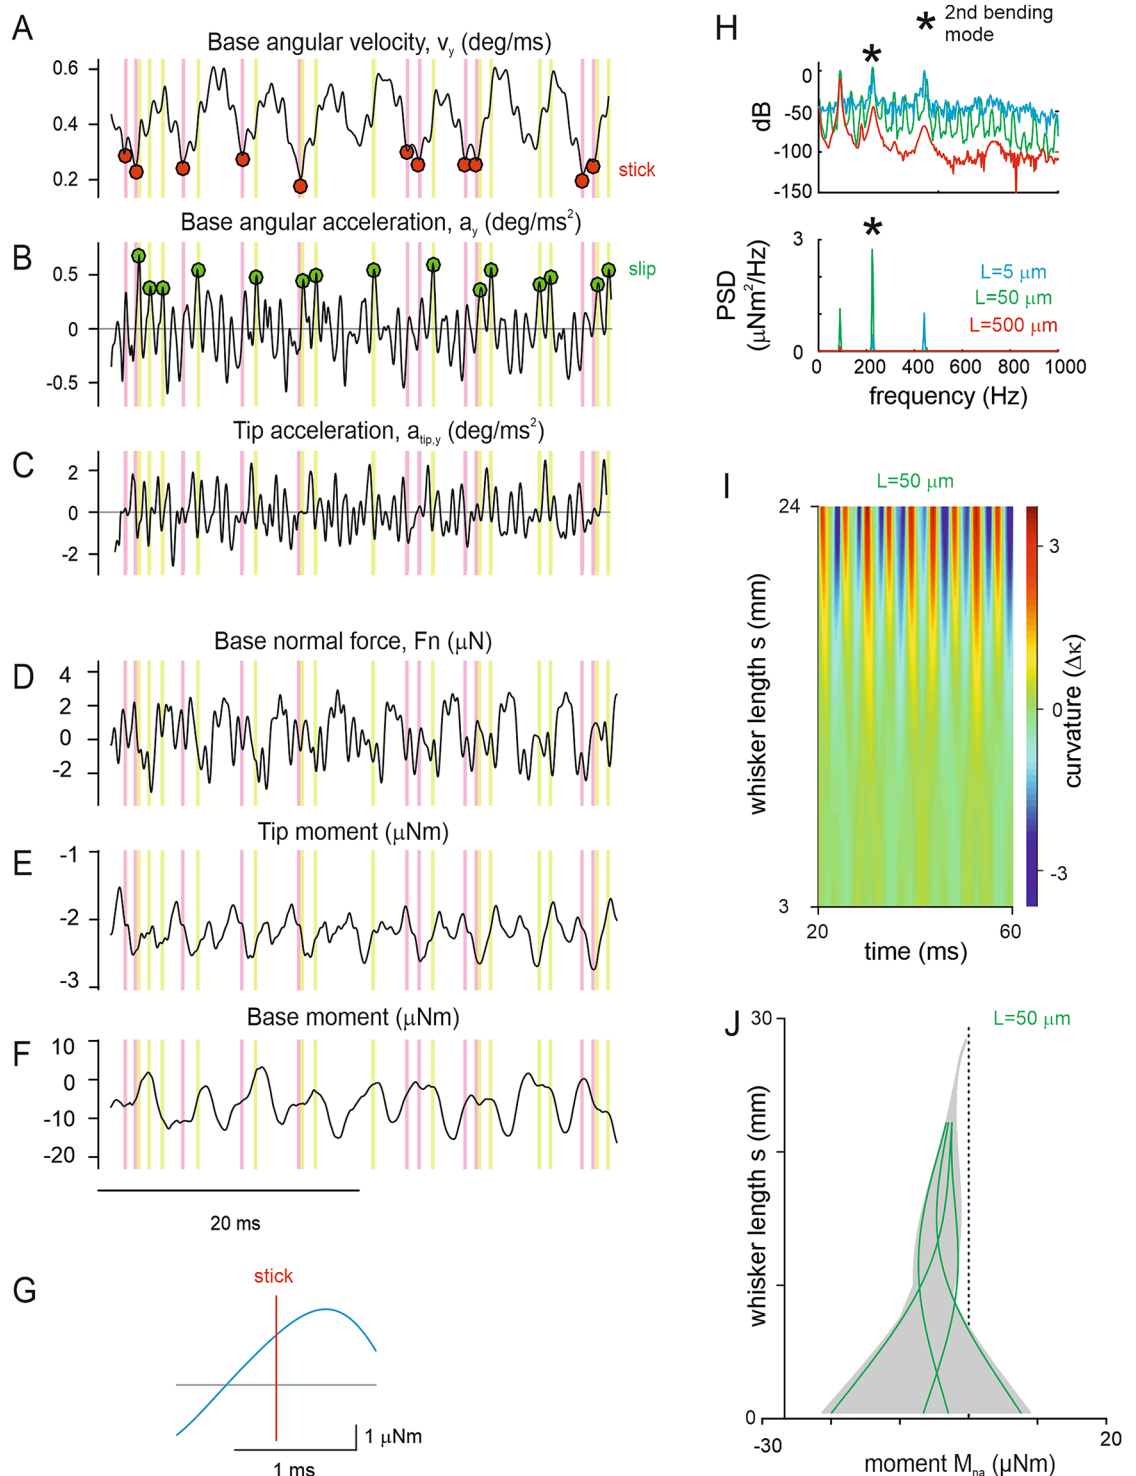 A
Base angular velocity, v_y (deg/ms)
0.6
0.4
0.2
stick
B
Base angular acceleration, a_y (deg/ms²)
0.5
0
-0.5
slip
C
Tip acceleration, a_tip,y (deg/ms²)
2
0
-2
D
Base normal force, Fn (μN)
4
2
0
-2
E
Tip moment (μNm)
-1
-2
-3
F
Base moment (μNm)
10
0
-10
-20
20 ms
G
stick
1 μNm
1 ms
H
* 2nd bending
mode
*
0
-50
-100
-150
dB
*
3
0
PSD
(μNm²/Hz)
L=5 μm
L=50 μm
L=500 μm
0 200 400 600 800 1000
frequency (Hz)
I
L=50 μm
24
3
whisker length s (mm)
20 60
time (ms)
3
0
-3
curvature (Δκ)
J
L=50 μm
30
0
whisker length s (mm)
-30 20
moment M_na (μNm)